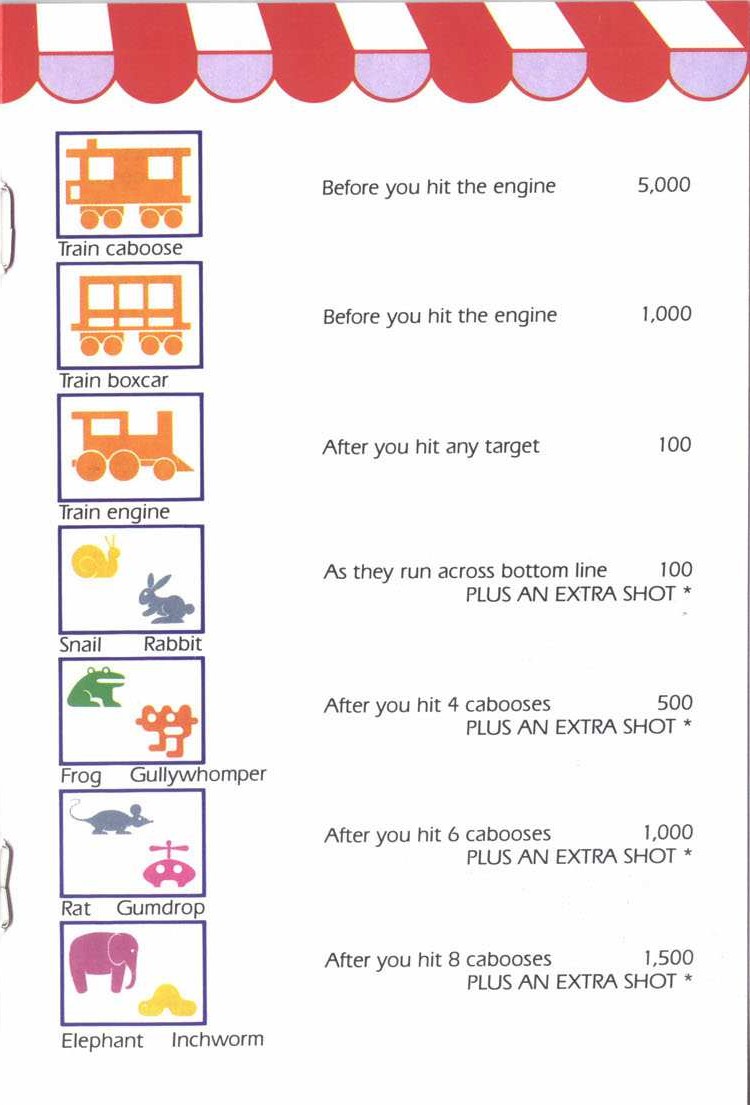 Before you hit the engine 5,000
Train caboose
Before you hit the engine 1,000
Train boxcar
After you hit any target 100
Train engine
As they run across bottom line 100
PLUS AN EXTRA SHOT *
Snail Rabbit
After you hit 4 cabooses 500
PLUS AN EXTRA SHOT *
Frog Gullywhomper
After you hit 6 cabooses 1,000
PLUS AN EXTRA SHOT *
Rat Gumdrop
After you hit 8 cabooses 1,500
PLUS AN EXTRA SHOT *
Elephant Inchworm